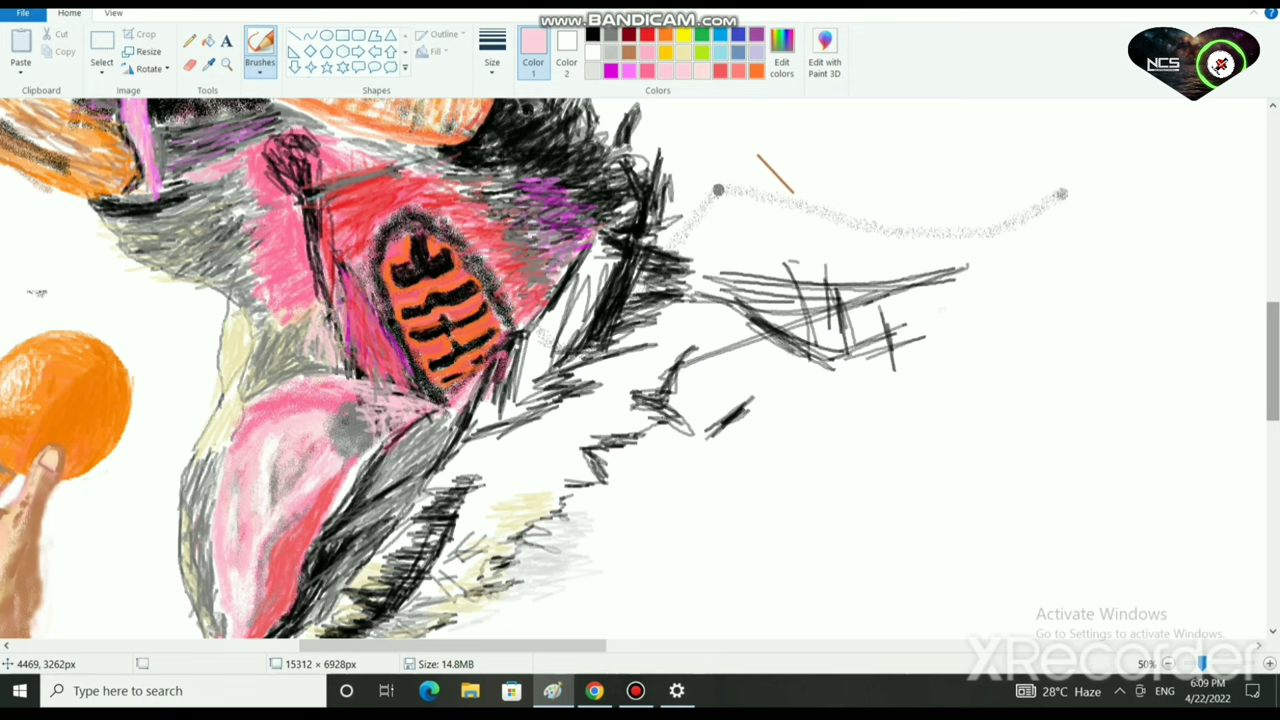 www.BANDICAM.com
File Home View
Paste
Cut
Copy
Clipboard
Select
Crop
Resize
Rotate
Image
A
Tools
Brushes
Shapes
Outline
Fill
Size
Color
1
Color
2
Colors
Edit
colors
Edit with
Paint 3D
NCS
Activate Windows
Go to Settings to activate Windows.
XRecorder
4469, 3262px
15312 × 6928px
Size: 14.8MB
50%
Type here to search
28°C Haze
ENG
6:09 PM
4/22/2022